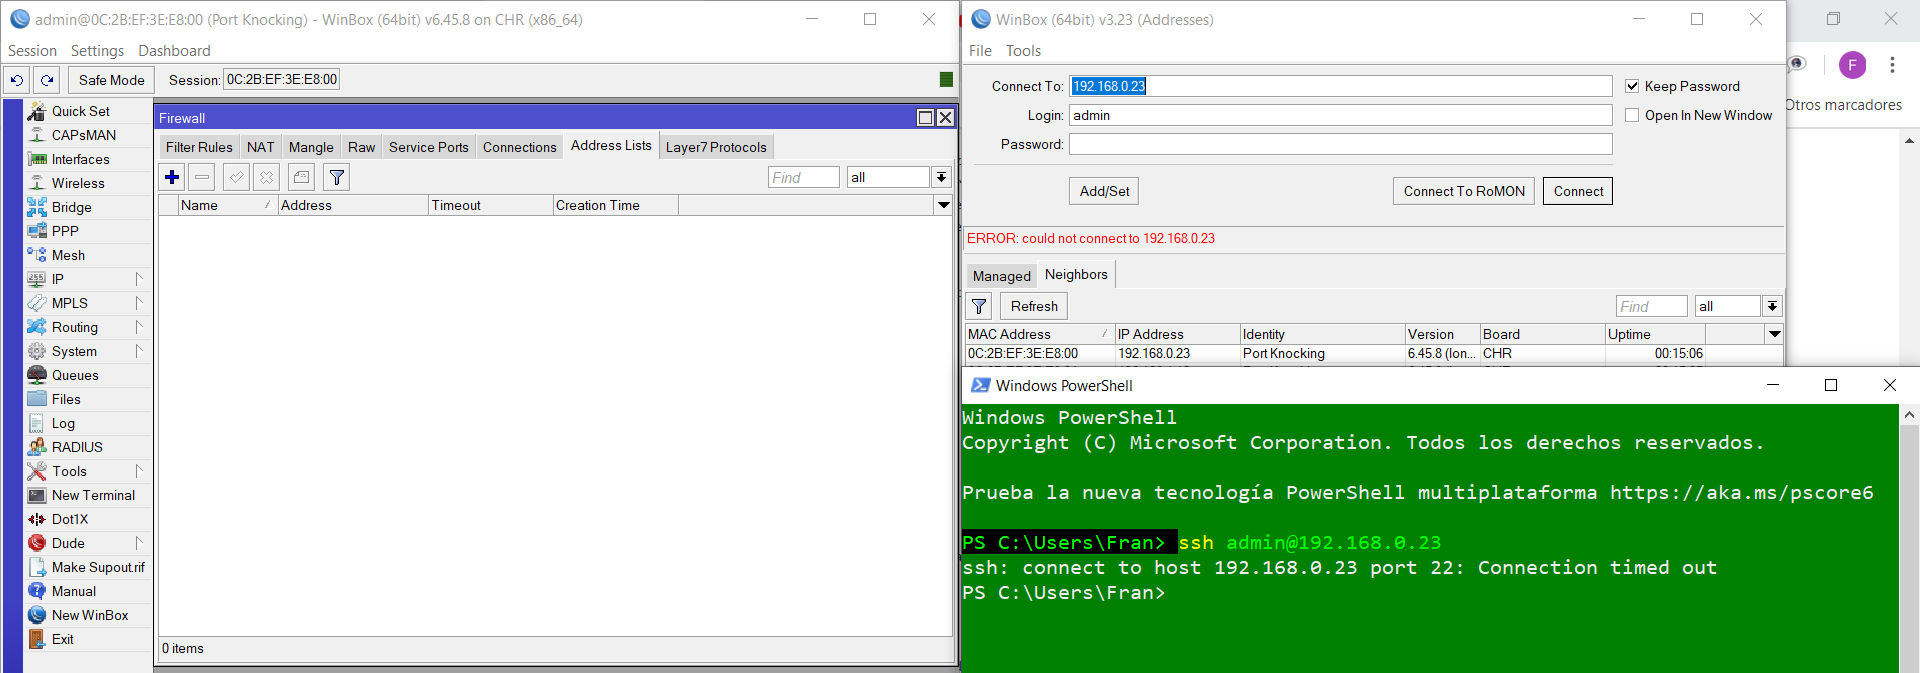 admin@0C:2B:EF:3E:E8:00 (Port Knocking) - WinBox (64bit) v6.45.8 on CHR (x86_64)
Session Settings Dashboard
Safe Mode Session: 0C:2B:EF:3E:E8:00
Quick Set
CAPsMAN
Interfaces
Wireless
Bridge
PPP
Mesh
IP
MPLS
Routing
System
Queues
Files
Log
RADIUS
Tools
New Terminal
Dot1X
Dude
Make Supout.rif
Manual
New WinBox
Exit
Firewall
Filter Rules NAT Mangle Raw Service Ports Connections Address Lists Layer7 Protocols
Find all
Name Address Timeout Creation Time
0 items
WinBox (64bit) v3.23 (Addresses)
File Tools
Connect To: 192.168.0.23 Keep Password
Login: admin Open In New Window
Password:
Add/Set Connect To RoMON Connect
ERROR: could not connect to 192.168.0.23
Managed Neighbors
Refresh Find all
MAC Address IP Address Identity Version Board Uptime
0C:2B:EF:3E:E8:00 192.168.0.23 Port Knocking 6.45.8 (lon... CHR 00:15:06
F
Otros marcadores
Windows PowerShell
Windows PowerShell
Copyright (C) Microsoft Corporation. Todos los derechos reservados.
Prueba la nueva tecnología PowerShell multiplataforma https://aka.ms/pscore6
PS C:\Users\Fran> ssh admin@192.168.0.23
ssh: connect to host 192.168.0.23 port 22: Connection timed out
PS C:\Users\Fran>